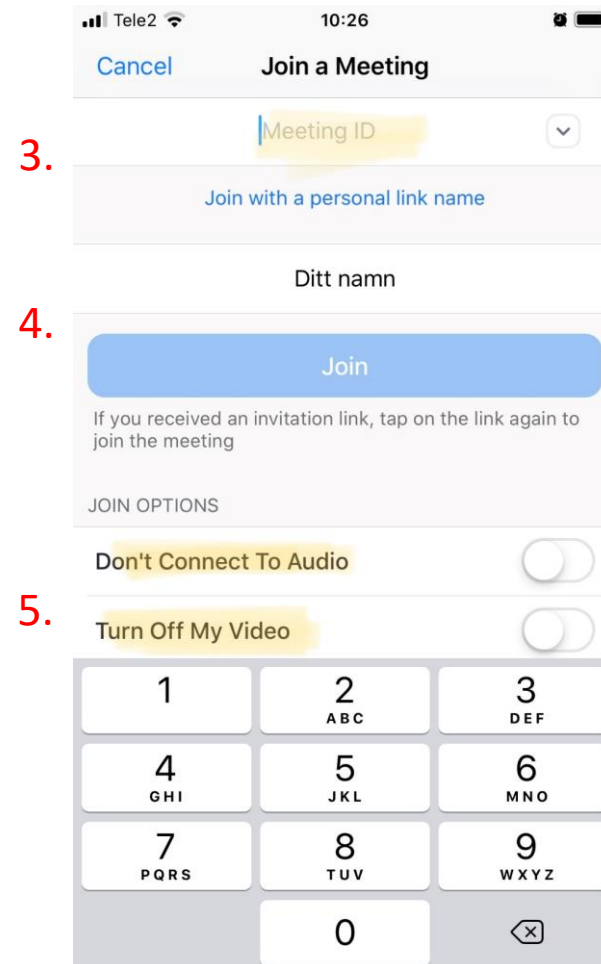 Tele2 10:26
Cancel Join a Meeting
Meeting ID
3.
Join with a personal link name
Ditt namn
4.
Join
If you received an invitation link, tap on the link again to
join the meeting
JOIN OPTIONS
Don't Connect To Audio
5.
Turn Off My Video
1 2 3
ABC DEF
4 5 6
GHI JKL MNO
7 8 9
PQRS TUV WXYZ
0